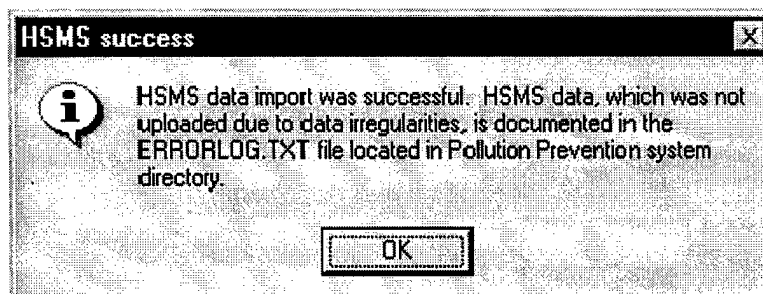 HSMS success
HSMS data import was successful. HSMS data, which was not
uploaded due to data irregularities, is documented in the
ERRORLOG.TXT file located in Pollution Prevention system
directory.
OK